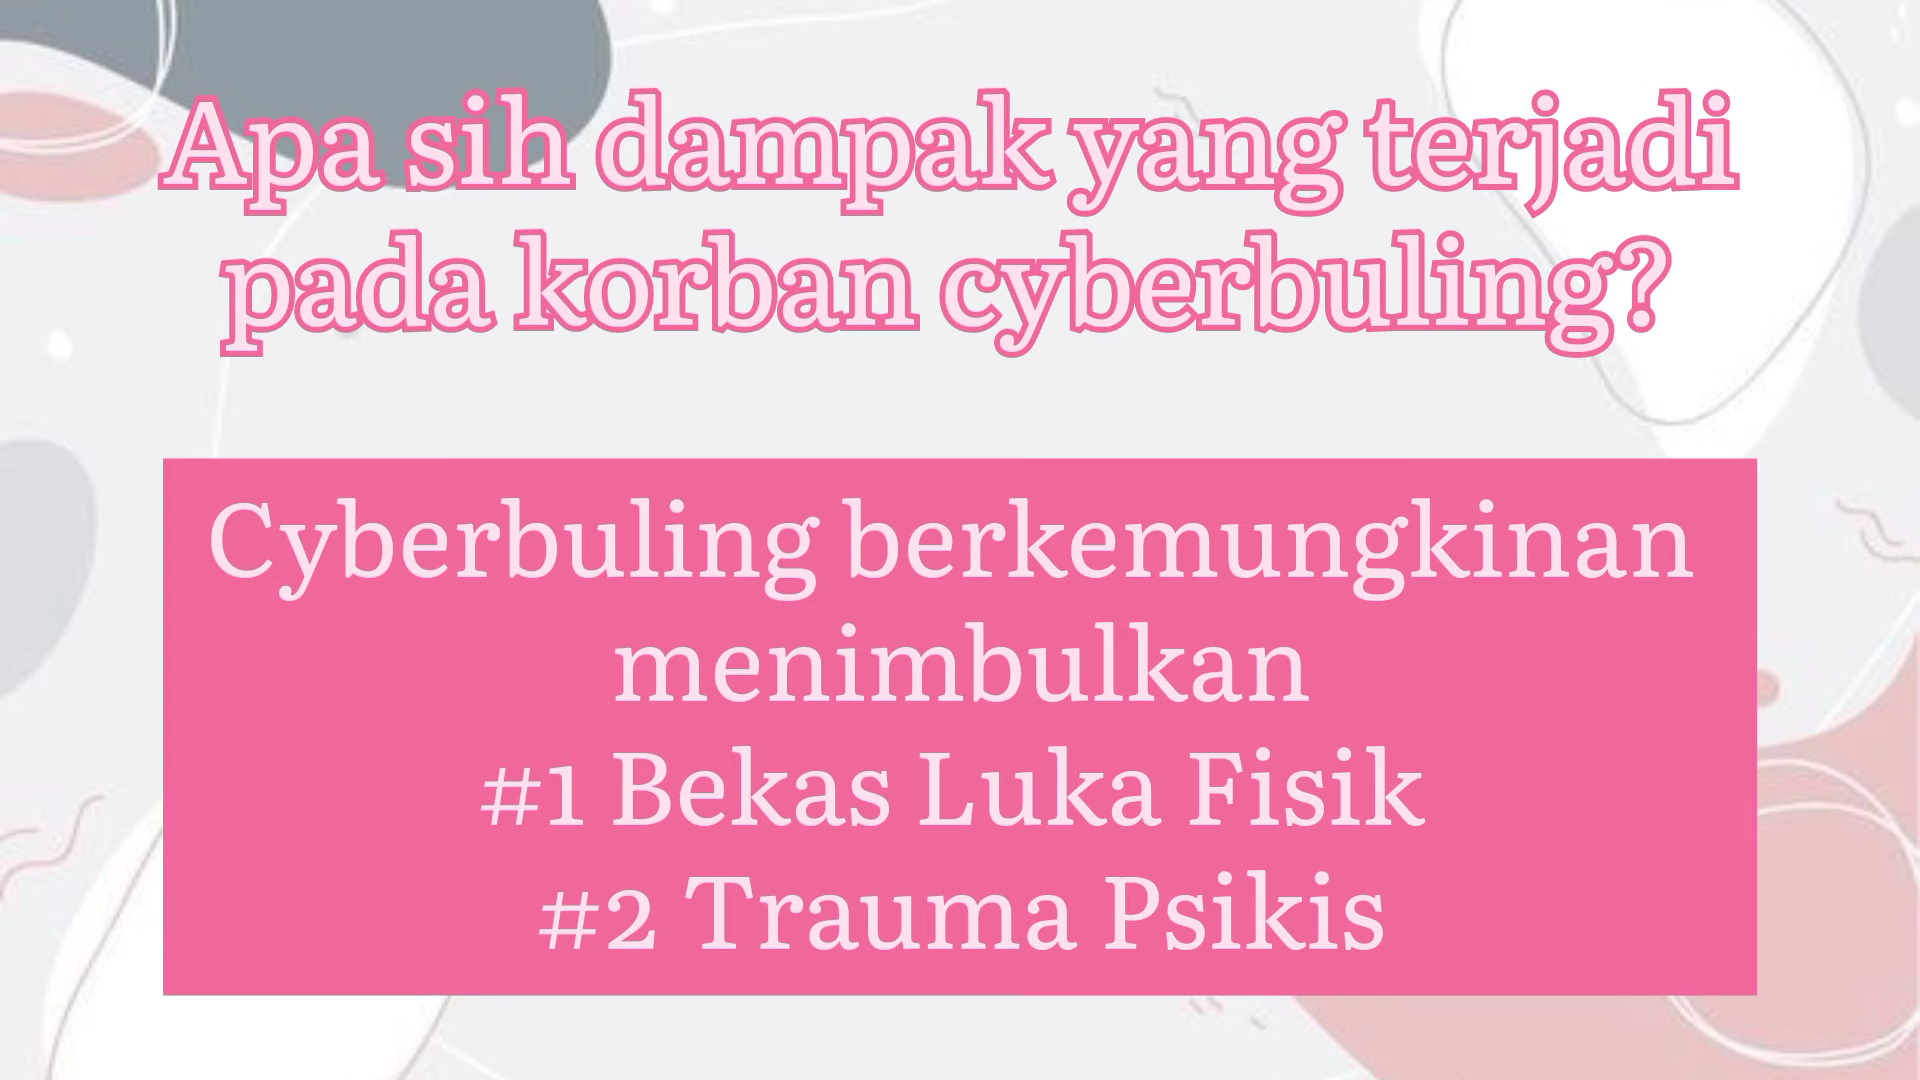 Apa sih dampak yang terjadi
pada korban cyberbuling?
Cyberbuling berkemungkinan
menimbulkan
#1 Bekas Luka Fisik
#2 Trauma Psikis